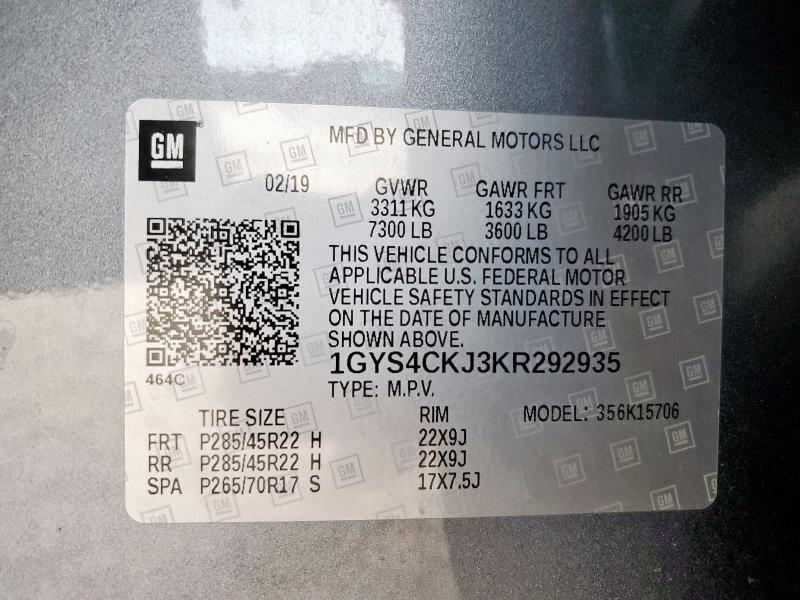 GM
MFD BY GENERAL MOTORS LLC
02/19 GVWR GAWR FRT GAWR RR
3311 KG 1633 KG 1905 KG
7300 LB 3600 LB 4200 LB
THIS VEHICLE CONFORMS TO ALL
APPLICABLE U.S. FEDERAL MOTOR
VEHICLE SAFETY STANDARDS IN EFFECT
ON THE DATE OF MANUFACTURE
SHOWN ABOVE.
464C
1GYS4CKJ3KR292935
TYPE: M.P.V.
TIRE SIZE RIM MODEL: 356K15706
FRT P285/45R22 H 22X9J
RR P285/45R22 H 22X9J
SPA P265/70R17 S 17X7.5J